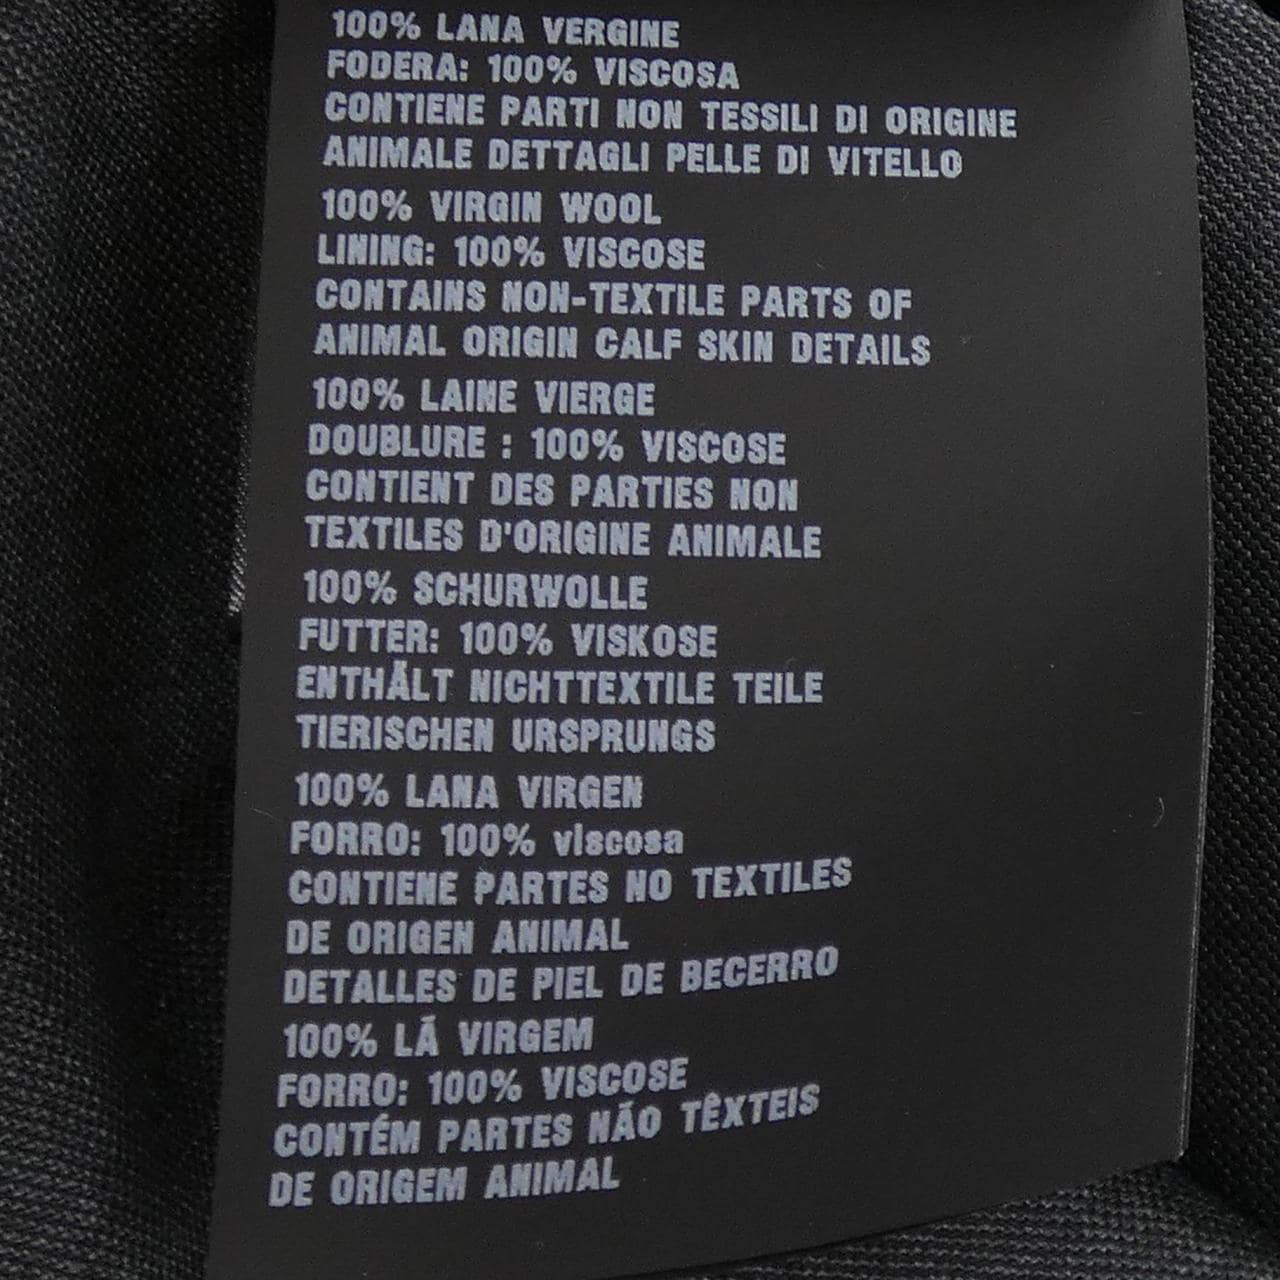 100% LANA VERGINE
FODERA: 100% VISCOSA
CONTIENE PARTI NON TESSILI DI ORIGINE
ANIMALE DETTAGLI PELLE DI VITELLO
100% VIRGIN WOOL
LINING: 100% VISCOSE
CONTAINS NON-TEXTILE PARTS OF
ANIMAL ORIGIN CALF SKIN DETAILS
100% LAINE VIERGE
DOUBLURE : 100% VISCOSE
CONTIENT DES PARTIES NON
TEXTILES D'ORIGINE ANIMALE
100% SCHURWOLLE
FUTTER: 100% VISKOSE
ENTHÄLT NICHTTEXTILE TEILE
TIERISCHEN URSPRUNGS
100% LANA VIRGEN
FORRO: 100% viscosa
CONTIENE PARTES NO TEXTILES
DE ORIGEN ANIMAL
DETALLES DE PIEL DE BECERRO
100% LÃ VIRGEM
FORRO: 100% VISCOSE
CONTÉM PARTES NÃO TÊXTEIS
DE ORIGEM ANIMAL